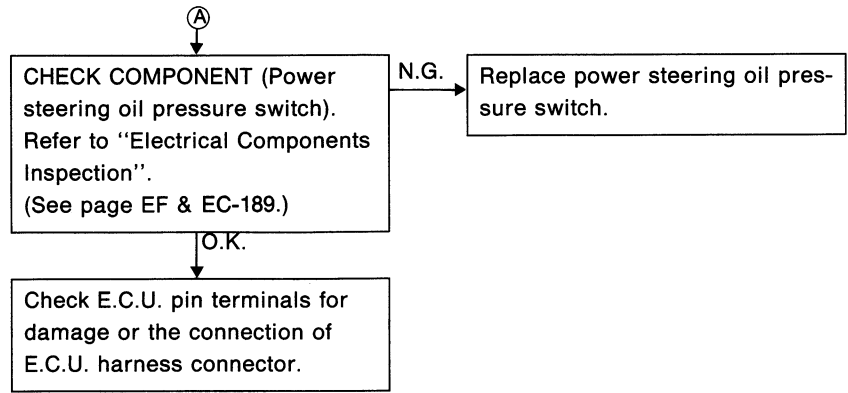 A
CHECK COMPONENT (Power
steering oil pressure switch).
Refer to "Electrical Components
Inspection".
(See page EF & EC-189.)
N.G.
Replace power steering oil pres-
sure switch.
O.K.
Check E.C.U. pin terminals for
damage or the connection of
E.C.U. harness connector.